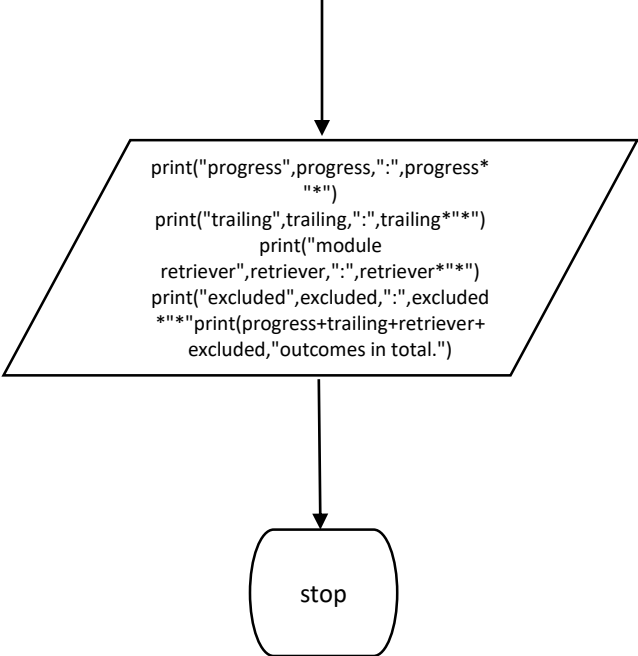 print("progress",progress,":",progress*
"*")
print("trailing",trailing,":",trailing*"*")
print("module
retriever",retriever,":",retriever*"*")
print("excluded",excluded,":",excluded
*"*"print(progress+trailing+retriever+
excluded,"outcomes in total.")
stop